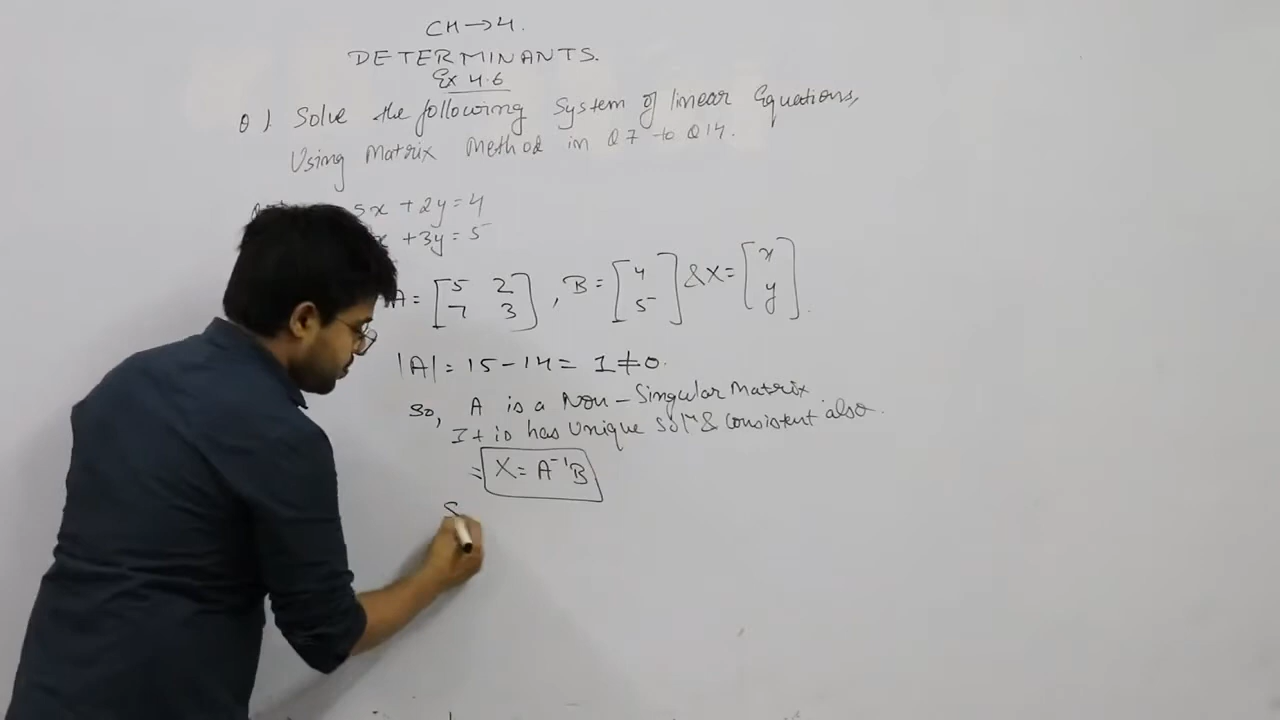 CH→4.
DETERMINANTS.
Ex 4.6
Q). Solve the following System of linear Equations,
Using Matrix Method in Q7 to Q14.
5x + 2y = 4
x + 3y = 5
A = [5 2 7 3], B = [4 5] & X = [x y].
|A| = 15 - 14 = 1 ≠ 0.
So, A is a Non-Singular Matrix
It is has Unique Solⁿ & Consistent also.
= X = A⁻¹B
S